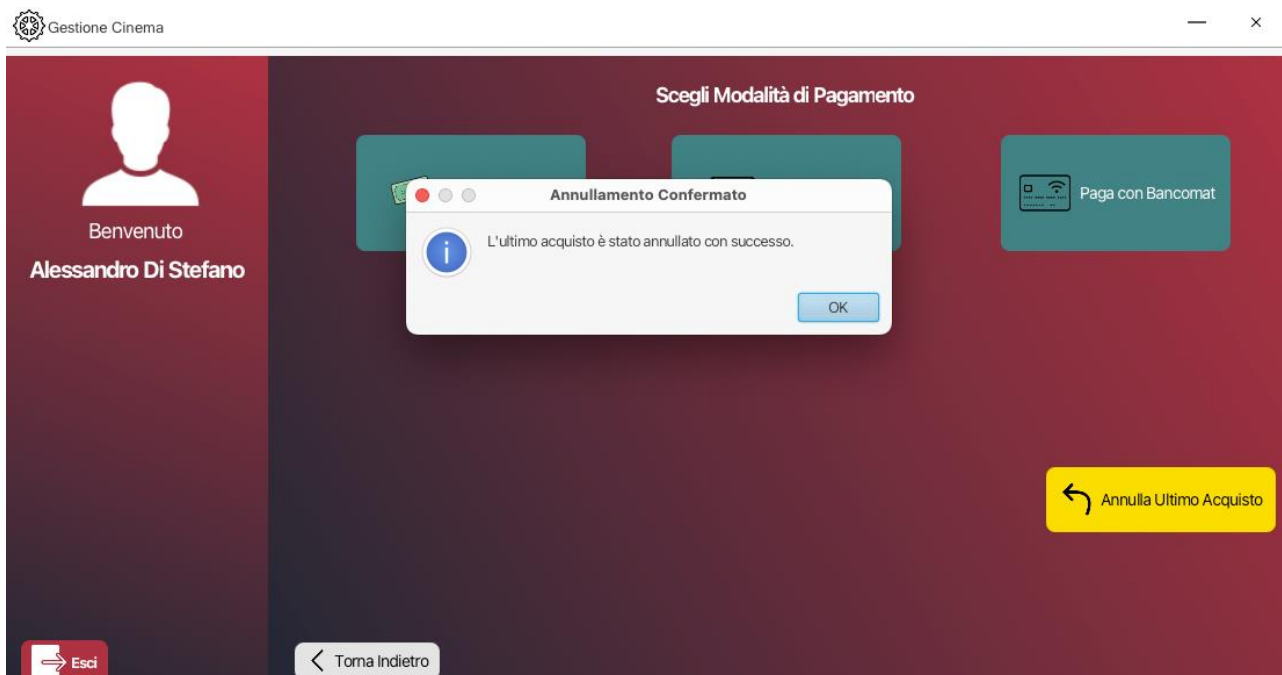 Gestione Cinema
Scegli Modalità di Pagamento
Paga con Bancomat
Annullamento Confermato
L'ultimo acquisto è stato annullato con successo.
OK
Benvenuto
Alessandro Di Stefano
Annulla Ultimo Acquisto
Esci
Torna Indietro